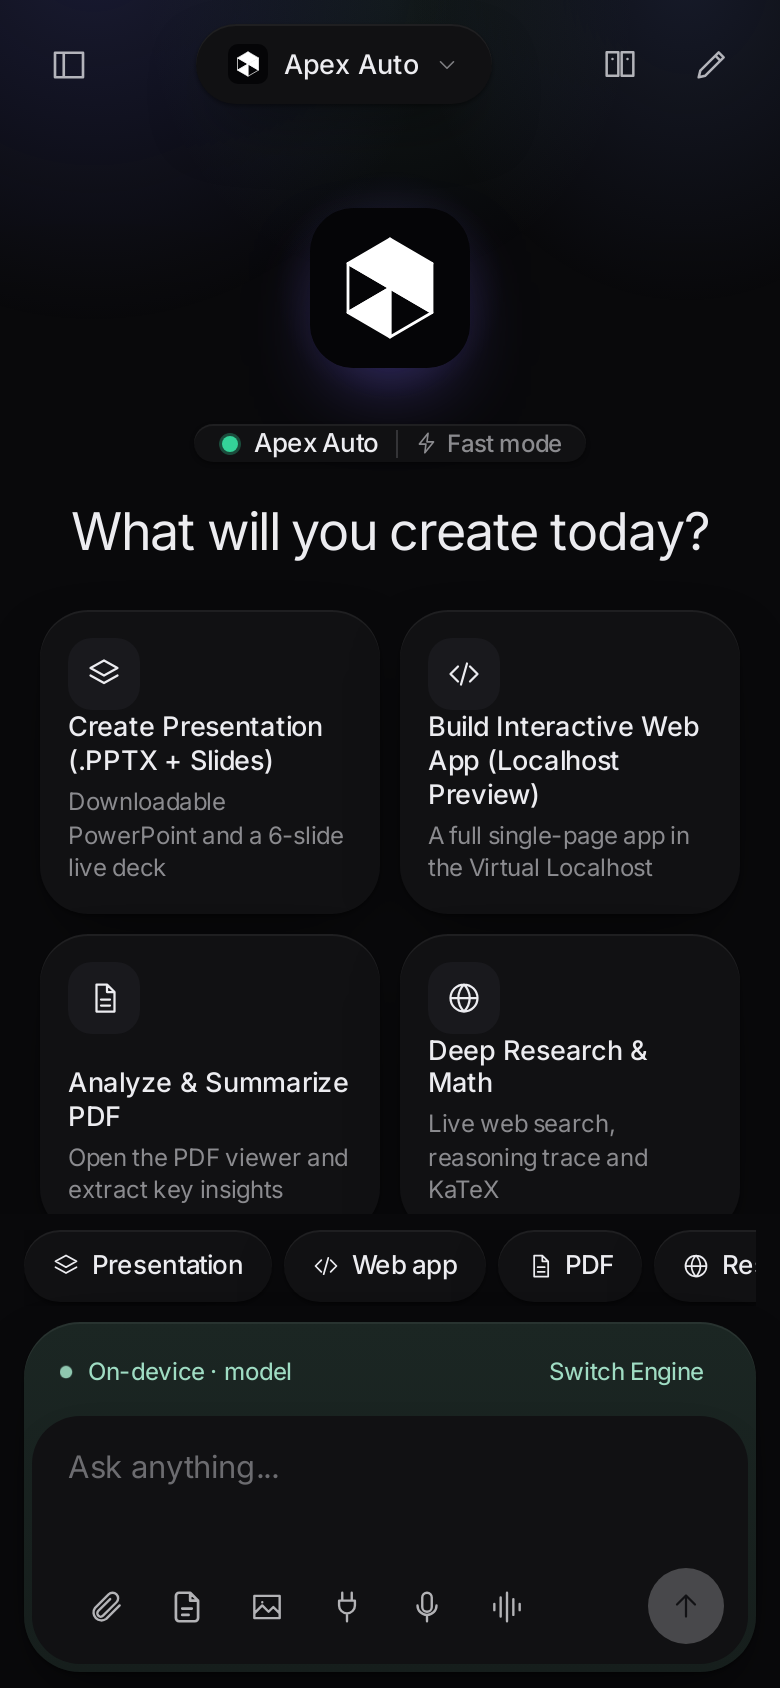 Apex Auto
Apex Auto
Fast mode
What will you create today?
Create Presentation
(.PPTX + Slides)
Downloadable
PowerPoint and a 6-slide
live deck
Build Interactive Web
App (Localhost
Preview)
A full single-page app in
the Virtual Localhost
Analyze & Summarize
PDF
Open the PDF viewer and
extract key insights
Deep Research &
Math
Live web search,
reasoning trace and
KaTeX
Presentation
Web app
PDF
Re
On-device · model
Switch Engine
Ask anything...